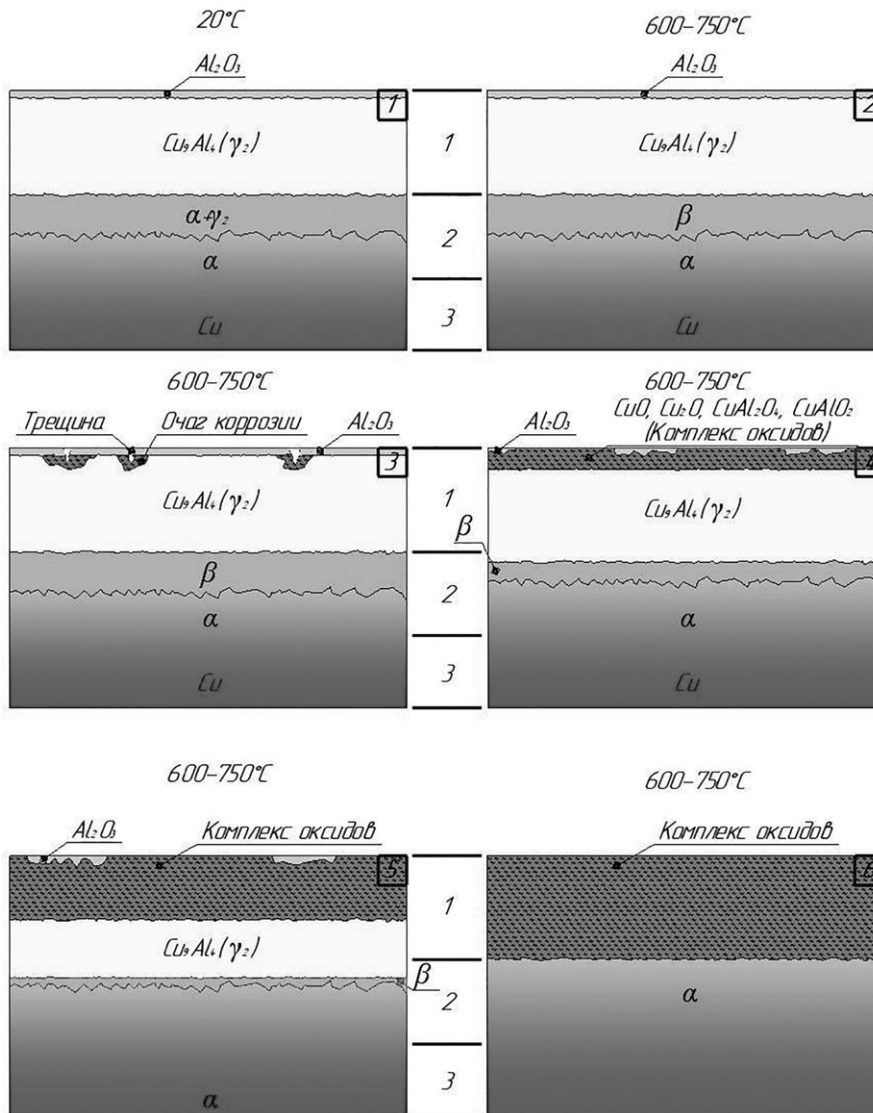 20°C
600-750°C
Al₂O₃
Al₂O₃
1
2
Cu₉Al₄(γ₂)
1
Cu₉Al₄(γ₂)
α+γ₂
2
β
α
α
Cu
3
Cu
600-750°C
600-750°C
Трещина
Очаг коррозии
Al₂O₃
Al₂O₃
CuO, Cu₂O, CuAl₂O₄, CuAlO₂
(Комплекс оксидов)
3
4
Cu₉Al₄(γ₂)
1
Cu₉Al₄(γ₂)
β
β
2
α
α
Cu
3
Cu
600-750°C
600-750°C
Al₂O₃
Комплекс оксидов
Комплекс оксидов
5
6
1
Cu₉Al₄(γ₂)
β
2
α
3
α